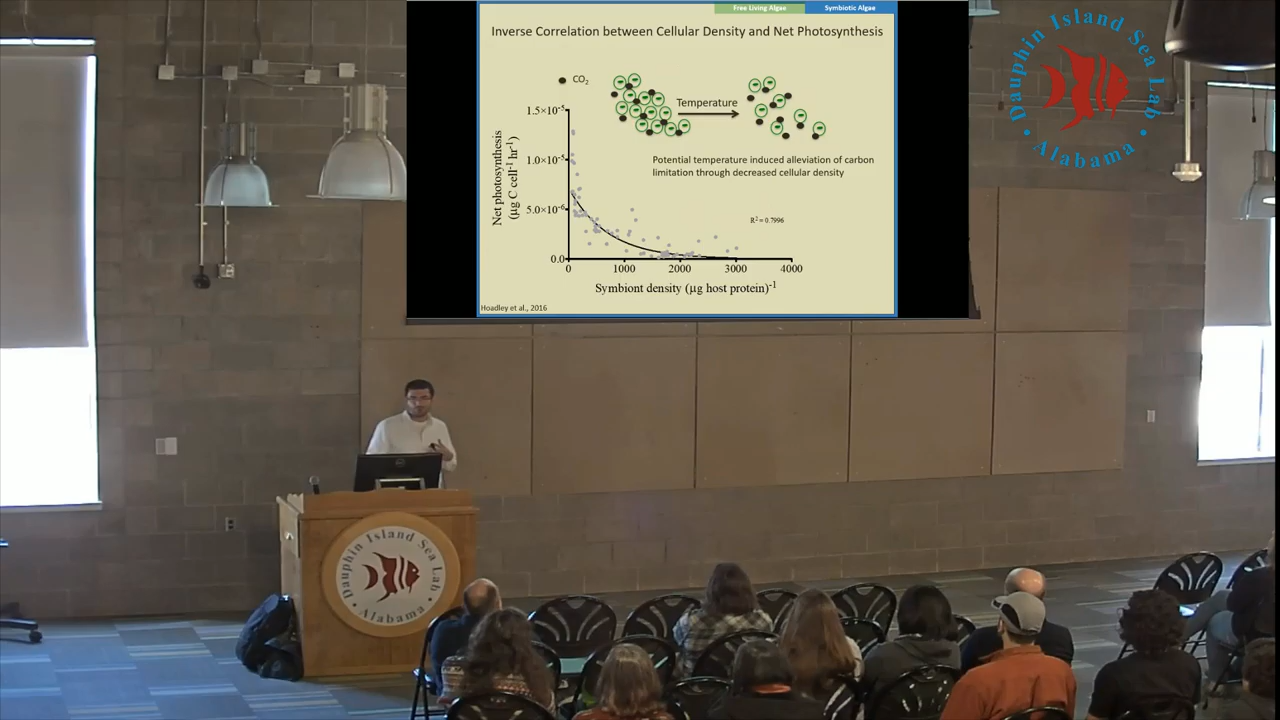 Free Living Algae
Symbiotic Algae
Inverse Correlation between Cellular Density and Net Photosynthesis
CO2
Temperature
Potential temperature induced alleviation of carbon
limitation through decreased cellular density
R2 = 0.7996
Net photosynthesis
(µg C cell-1 hr-1)
1.5×10-5
1.0×10-5
5.0×10-6
0.0
0
1000
2000
3000
4000
Symbiont density (µg host protein)-1
Hoadley et al., 2016
Dauphin Island Sea Lab
Alabama
Dauphin Island Sea Lab
Alabama